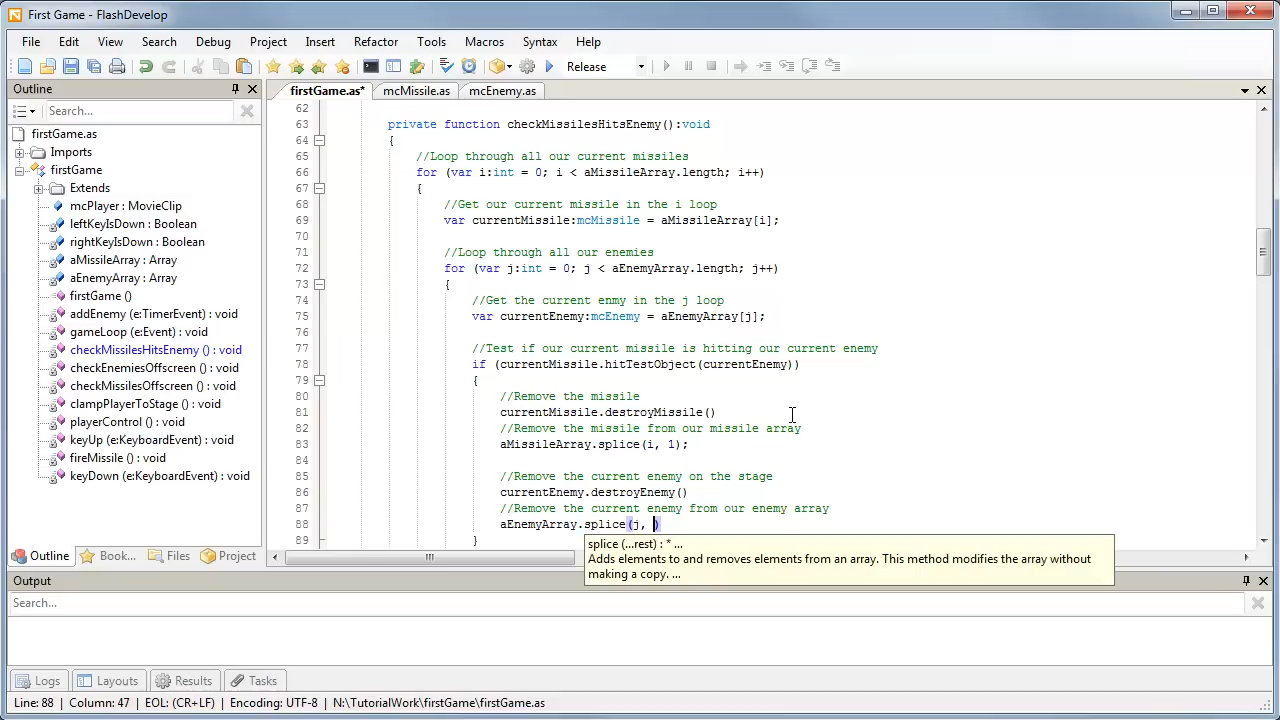 First Game - FlashDevelop
File Edit View Search Debug Project Insert Refactor Tools Macros Syntax Help
Release
Outline
firstGame.as* mcMissile.as mcEnemy.as
Search...
firstGame.as
Imports
firstGame
Extends
mcPlayer : MovieClip
leftKeyIsDown : Boolean
rightKeyIsDown : Boolean
aMissileArray : Array
aEnemyArray : Array
firstGame ()
addEnemy (e:TimerEvent) : void
gameLoop (e:Event) : void
checkMissilesHitsEnemy () : void
checkEnemiesOffscreen () : void
checkMissilesOffscreen () : void
clampPlayerToStage () : void
playerControl () : void
keyUp (e:KeyboardEvent) : void
fireMissile () : void
keyDown (e:KeyboardEvent) : void
Outline Book... Files Project
62
63 private function checkMissilesHitsEnemy():void
64 {
65 //Loop through all our current missiles
66 for (var i:int = 0; i < aMissileArray.length; i++)
67 {
68 //Get our current missile in the i loop
69 var currentMissile:mcMissile = aMissileArray[i];
70
71 //Loop through all our enemies
72 for (var j:int = 0; j < aEnemyArray.length; j++)
73 {
74 //Get the current enmy in the j loop
75 var currentEnemy:mcEnemy = aEnemyArray[j];
76
77 //Test if our current missile is hitting our current enemy
78 if (currentMissile.hitTestObject(currentEnemy))
79 {
80 //Remove the missile
81 currentMissile.destroyMissile()
82 //Remove the missile from our missile array
83 aMissileArray.splice(i, 1);
84
85 //Remove the current enemy on the stage
86 currentEnemy.destroyEnemy()
87 //Remove the current enemy from our enemy array
88 aEnemyArray.splice(j, )
89 }
splice (...rest) : * ...
Adds elements to and removes elements from an array. This method modifies the array without
making a copy. ...
Output
Search...
Logs Layouts Results Tasks
Line: 88 | Column: 47 | EOL: (CR+LF) | Encoding: UTF-8 | N:\TutorialWork\firstGame\firstGame.as